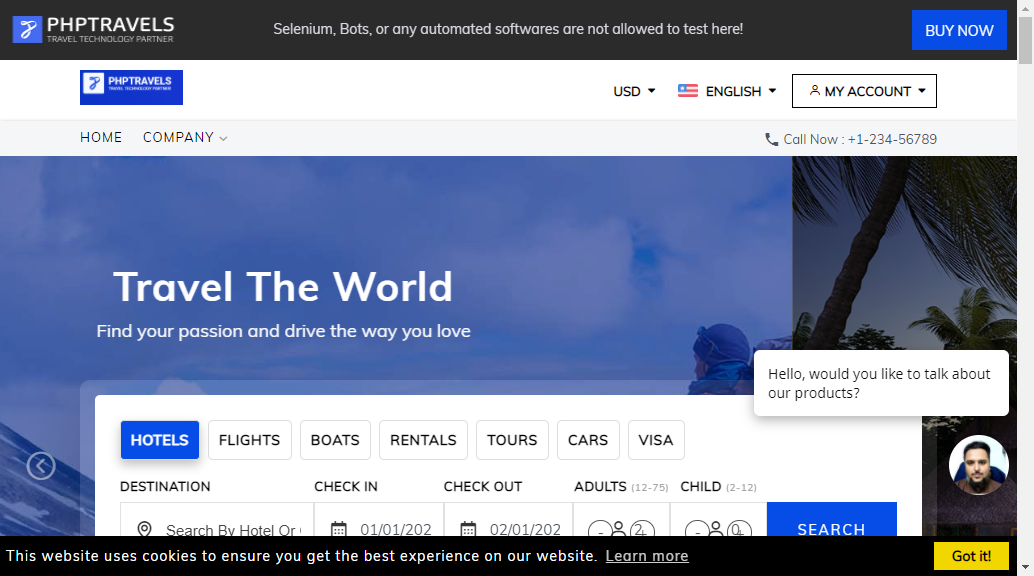 PHPTRAVELS
TRAVEL TECHNOLOGY PARTNER
Selenium, Bots, or any automated softwares are not allowed to test here!
BUY NOW
PHPTRAVELS
TRAVEL TECHNOLOGY PARTNER
USD
ENGLISH
MY ACCOUNT
HOME
COMPANY
Call Now : +1-234-56789
Travel The World
Find your passion and drive the way you love
Hello, would you like to talk about
our products?
HOTELS
FLIGHTS
BOATS
RENTALS
TOURS
CARS
VISA
DESTINATION
CHECK IN
CHECK OUT
ADULTS (12-75)
CHILD (2-12)
Search By Hotel Or
01/01/202
02/01/202
- 2
- 0
SEARCH
This website uses cookies to ensure you get the best experience on our website. Learn more
Got it!